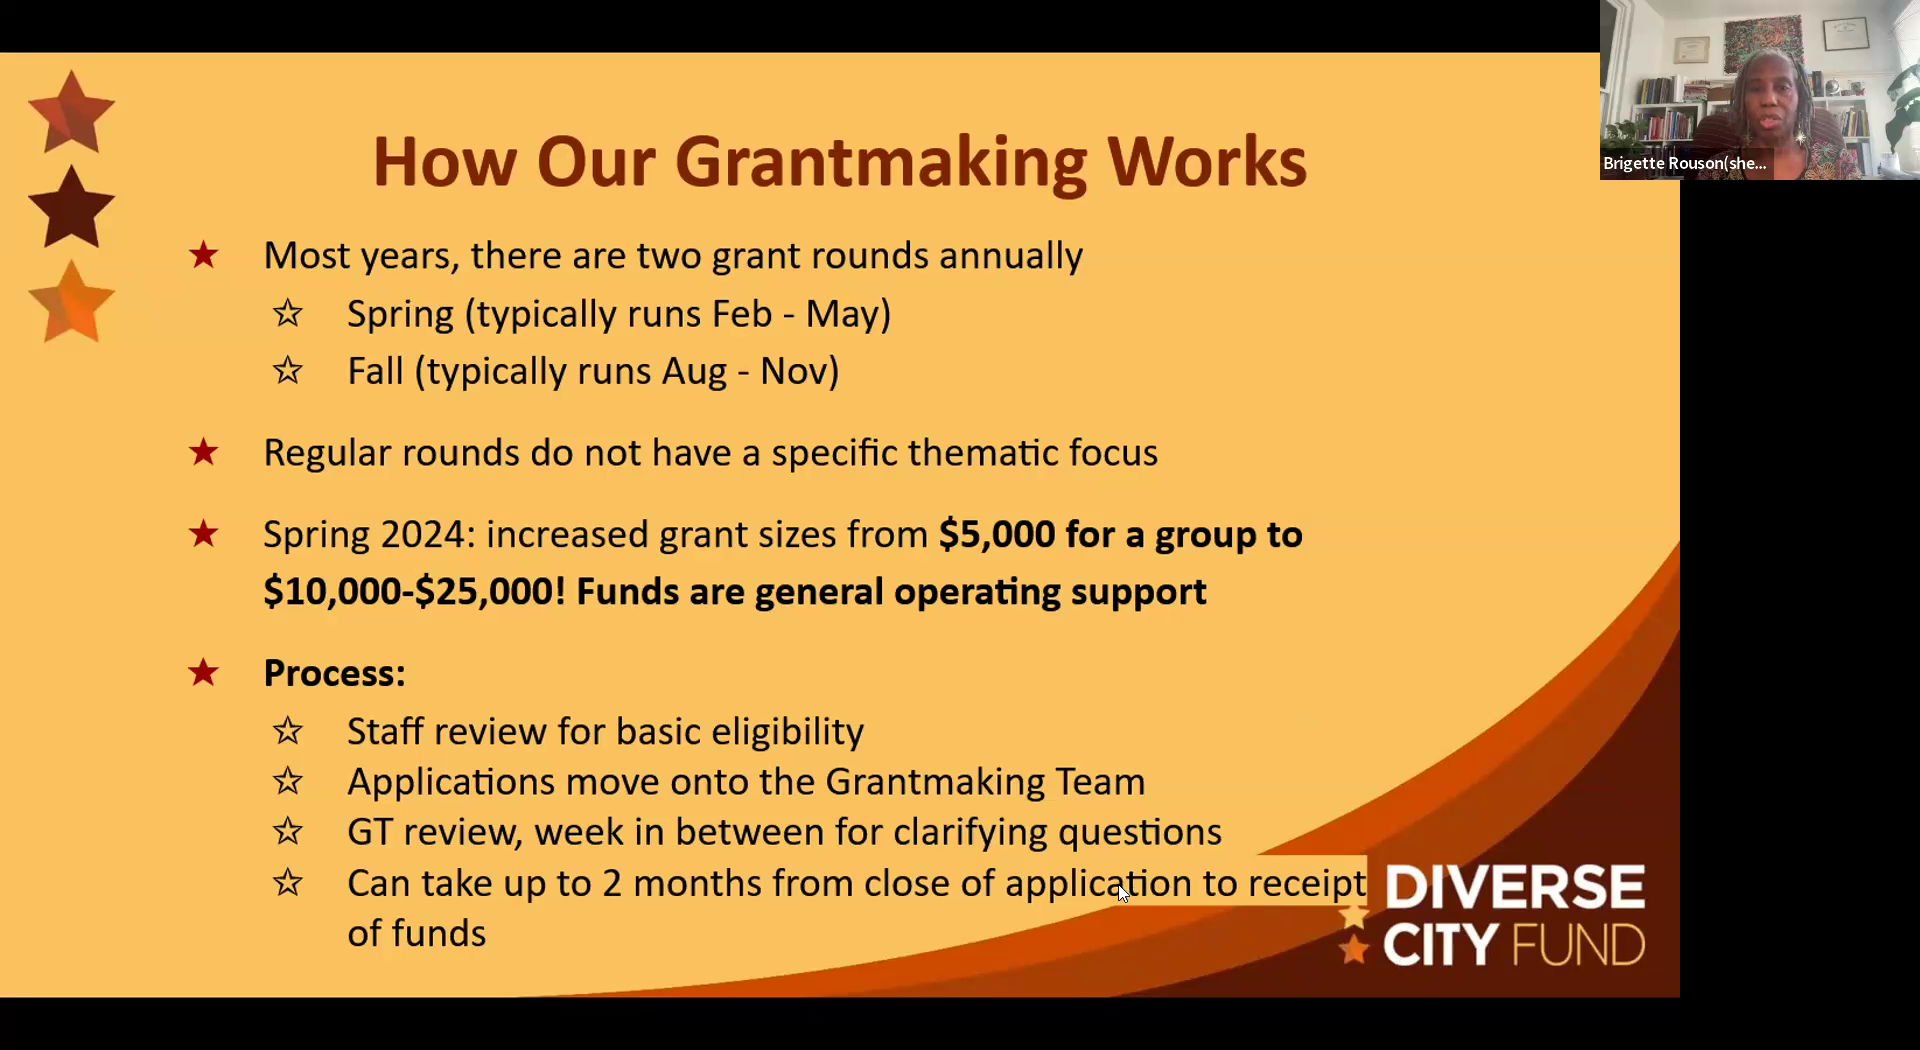 How Our Grantmaking Works
Most years, there are two grant rounds annually
Spring (typically runs Feb - May)
Fall (typically runs Aug - Nov)
Regular rounds do not have a specific thematic focus
Spring 2024: increased grant sizes from $5,000 for a group to
$10,000-$25,000! Funds are general operating support
Process:
Staff review for basic eligibility
Applications move onto the Grantmaking Team
GT review, week in between for clarifying questions
Can take up to 2 months from close of application to receipt
of funds
DIVERSE
CITY FUND
Brigette Rouson(she...